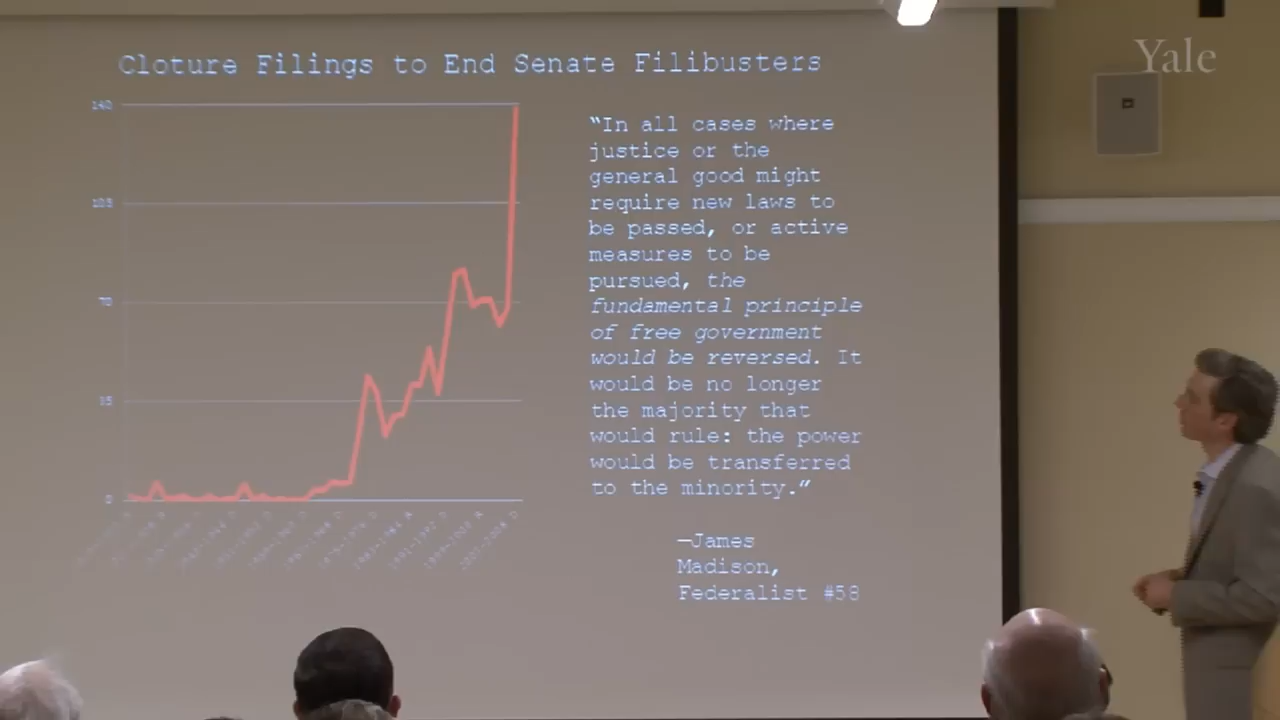 Yale
Cloture Filings to End Senate Filibusters
140
105
70
35
0
“In all cases where
justice or the
general good might
require new laws to
be passed, or active
measures to be
pursued, the
fundamental principle
of free government
would be reversed. It
would be no longer
the majority that
would rule: the power
would be transferred
to the minority.”
—James
Madison,
Federalist #58